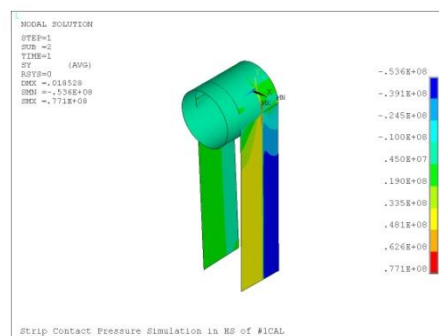 1
NODAL SOLUTION
STEP=1
SUB =2
TIME=1
SY (AVG)
RSYS=0
DMX =.018528
SMN =-.536E+08
SMX =.771E+08
MX
-.536E+08
-.391E+08
-.245E+08
-.100E+08
.450E+07
.190E+08
.335E+08
.481E+08
.626E+08
.771E+08
Strip Contact Pressure Simulation in HS of #1CAL